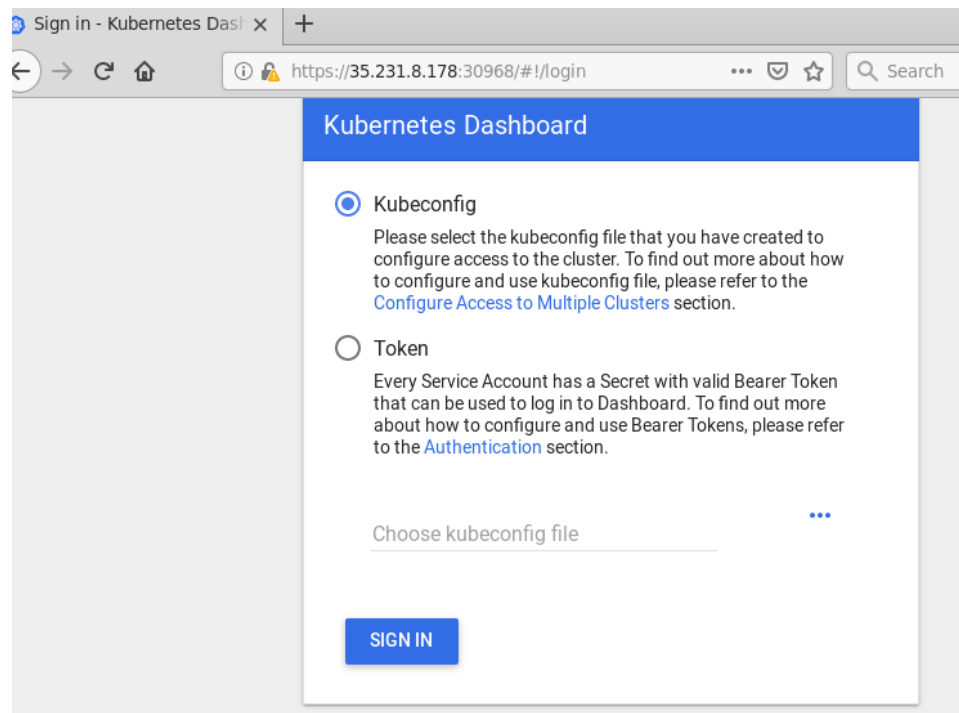 Sign in - Kubernetes Dash
https://35.231.8.178:30968/#!/login
Search
Kubernetes Dashboard
Kubeconfig
Please select the kubeconfig file that you have created to
configure access to the cluster. To find out more about how
to configure and use kubeconfig file, please refer to the
Configure Access to Multiple Clusters section.
Token
Every Service Account has a Secret with valid Bearer Token
that can be used to log in to Dashboard. To find out more
about how to configure and use Bearer Tokens, please refer
to the Authentication section.
Choose kubeconfig file
SIGN IN